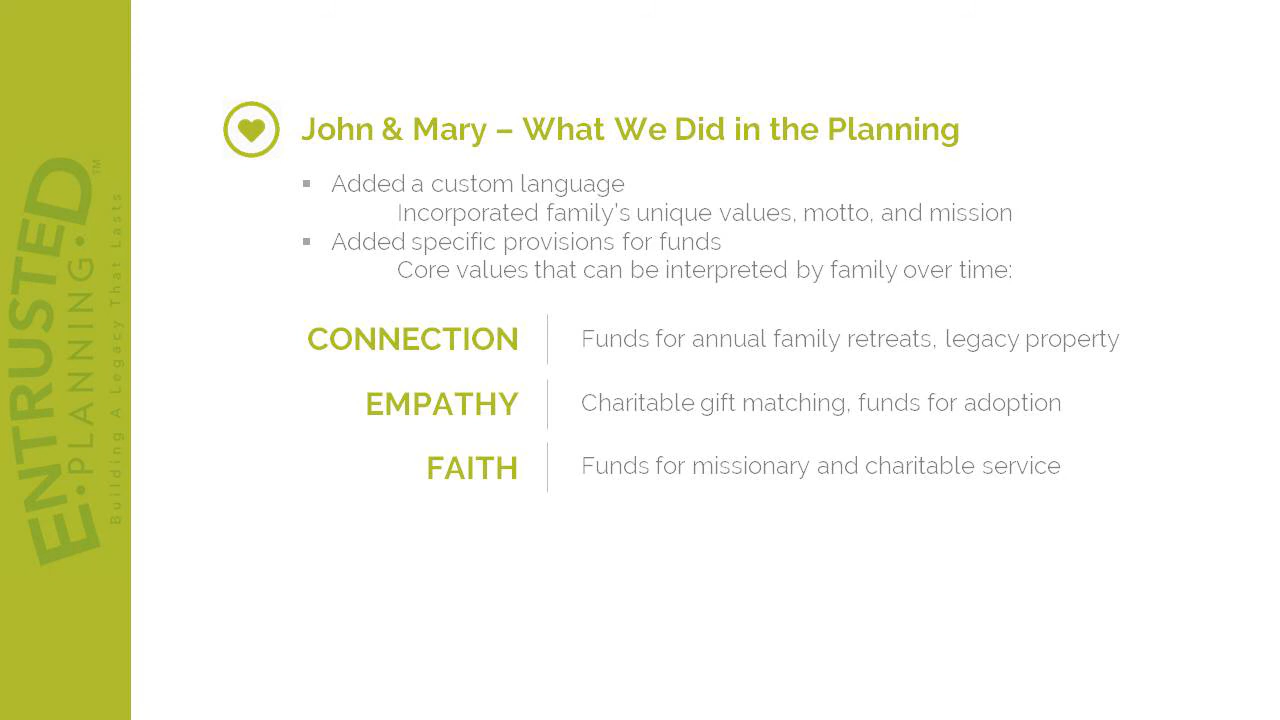 ENTRUSTED
•PLANNING•
Building A Legacy That Lasts
TM
John & Mary – What We Did in the Planning
▪ Added a custom language
Incorporated family's unique values, motto, and mission
▪ Added specific provisions for funds
Core values that can be interpreted by family over time:
CONNECTION
Funds for annual family retreats, legacy property
EMPATHY
Charitable gift matching, funds for adoption
FAITH
Funds for missionary and charitable service